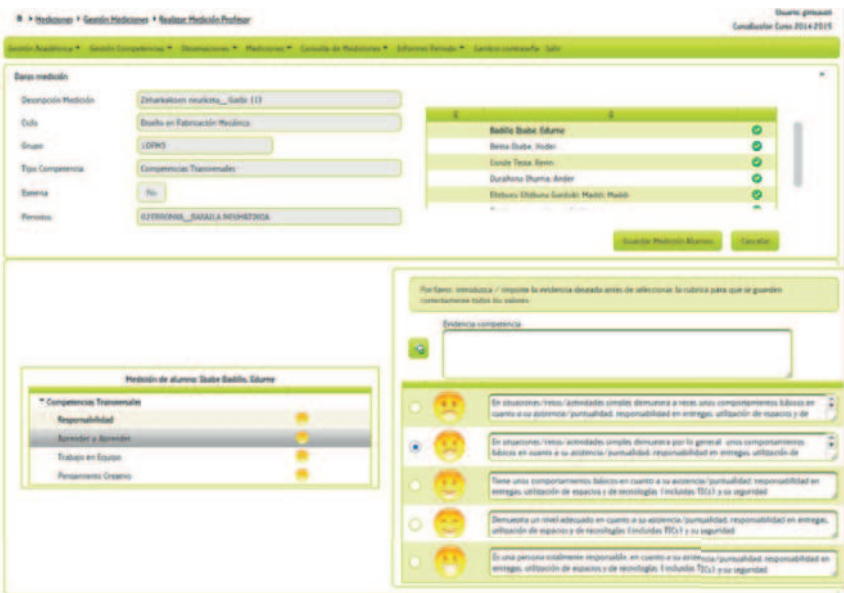 Mediciones Gestión Mediciones Realizar Medición Profesor
Consultando: Curso 2014-2015
Gestión Académica Gestión Competencias Observaciones Mediciones Consulta de Mediciones Informes Periodo Cambio contraseña Salir
Datos medición
Descripción Medición
Ciclo Diseño en Fabricación Mecánica
Grupo
Tipo Competencia Competencias Transversales
Externa No
Permisos
Badillo Ibabe, Edurne
Guardar Medición Alumno Cancelar
Por favor, introduzca / importe la evidencia deseada antes de seleccionar la rubrica para que se guarden
correctamente todos los valores
Evidencia competencia
Medición de alumno: Ibabe Badillo, Edurne
Competencias Transversales
Responsabilidad
Aprender a Aprender
Trabajo en Equipo
Pensamiento Creativo
En situaciones/retos/actividades simples demuestra a veces unos comportamientos básicos en
cuanto a su asistencia/puntualidad, responsabilidad en entregas, utilización de espacios y de
En situaciones/retos/actividades simples demuestra por lo general unos comportamientos
básicos en cuanto a su asistencia/puntualidad, responsabilidad en entregas, utilización de
Tiene unos comportamientos básicos en cuanto a su asistencia/puntualidad, responsabilidad en
entregas, utilización de espacios y de tecnologías (incluidas TICs) y su seguridad
Demuestra un nivel adecuado en cuanto a su asistencia/puntualidad, responsabilidad en entregas,
utilización de espacios y de tecnologías (incluidas TICs) y su seguridad
Es una persona totalmente responsable, en cuanto a su asistencia/puntualidad, responsabilidad en
entregas, utilización de espacios y de tecnologías (incluidas TICs) y su seguridad